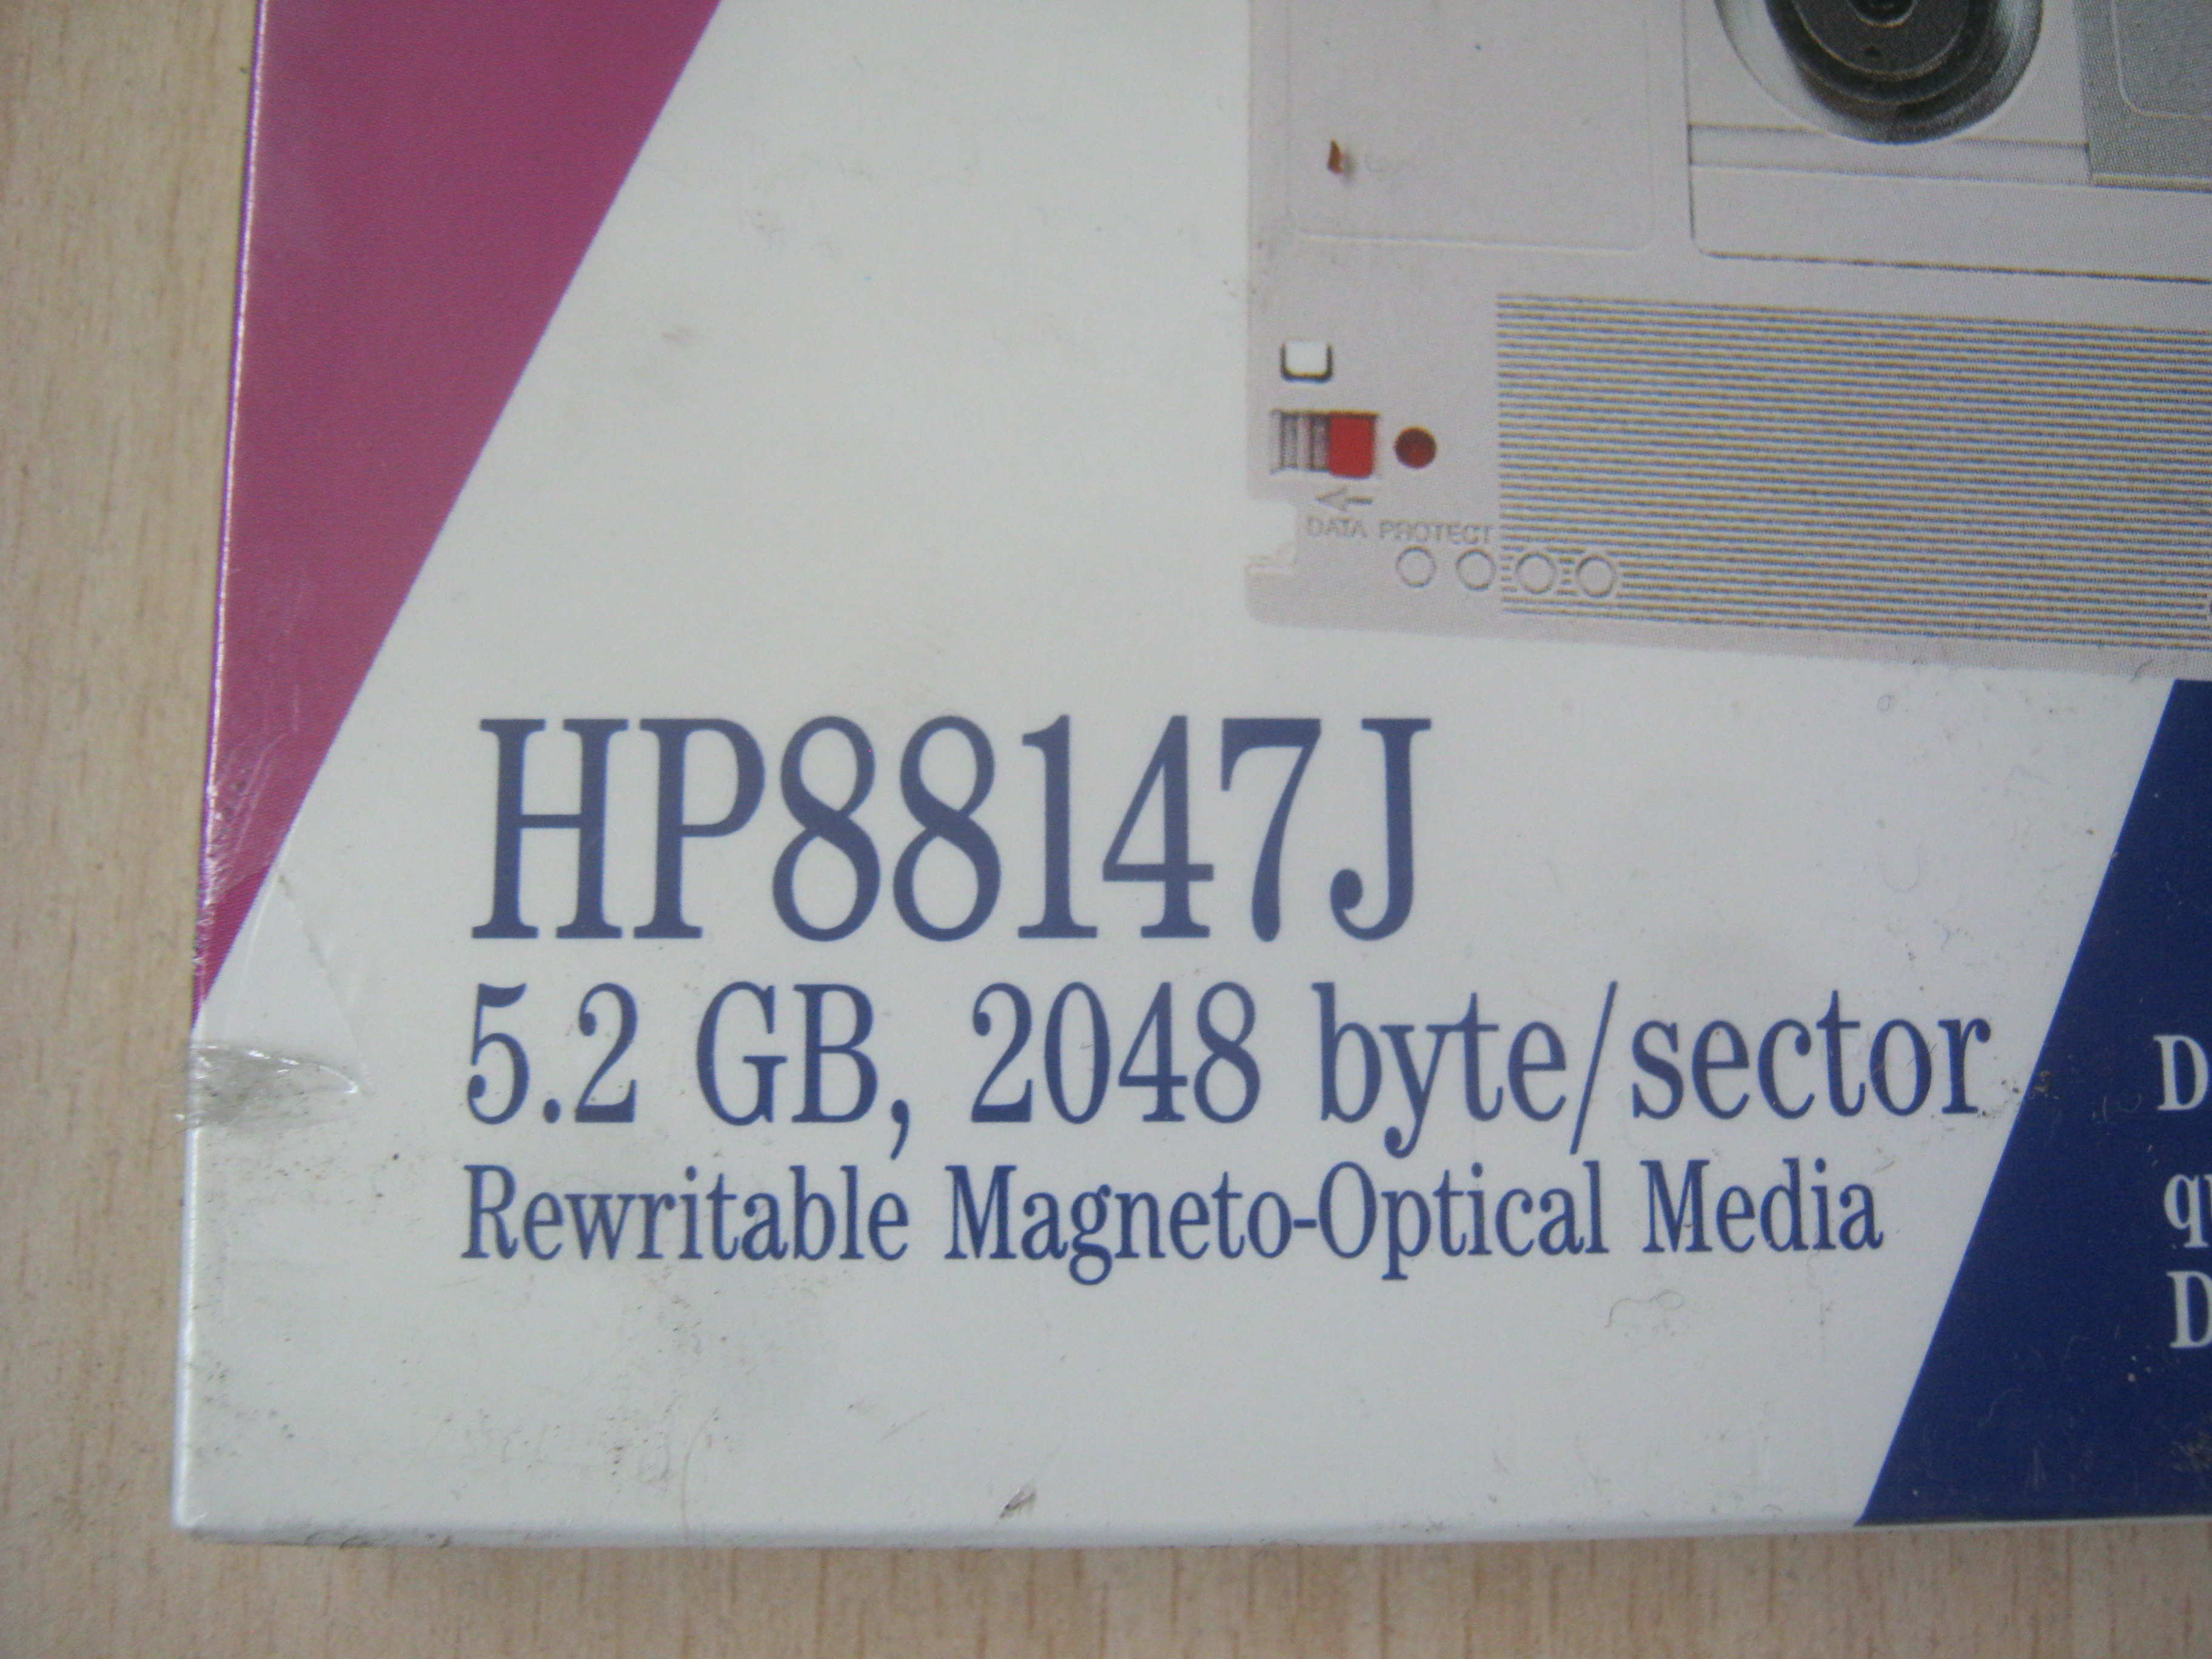 DATA PROTECT
HP88147J
5.2 GB, 2048 byte/sector
Rewritable Magneto-Optical Media